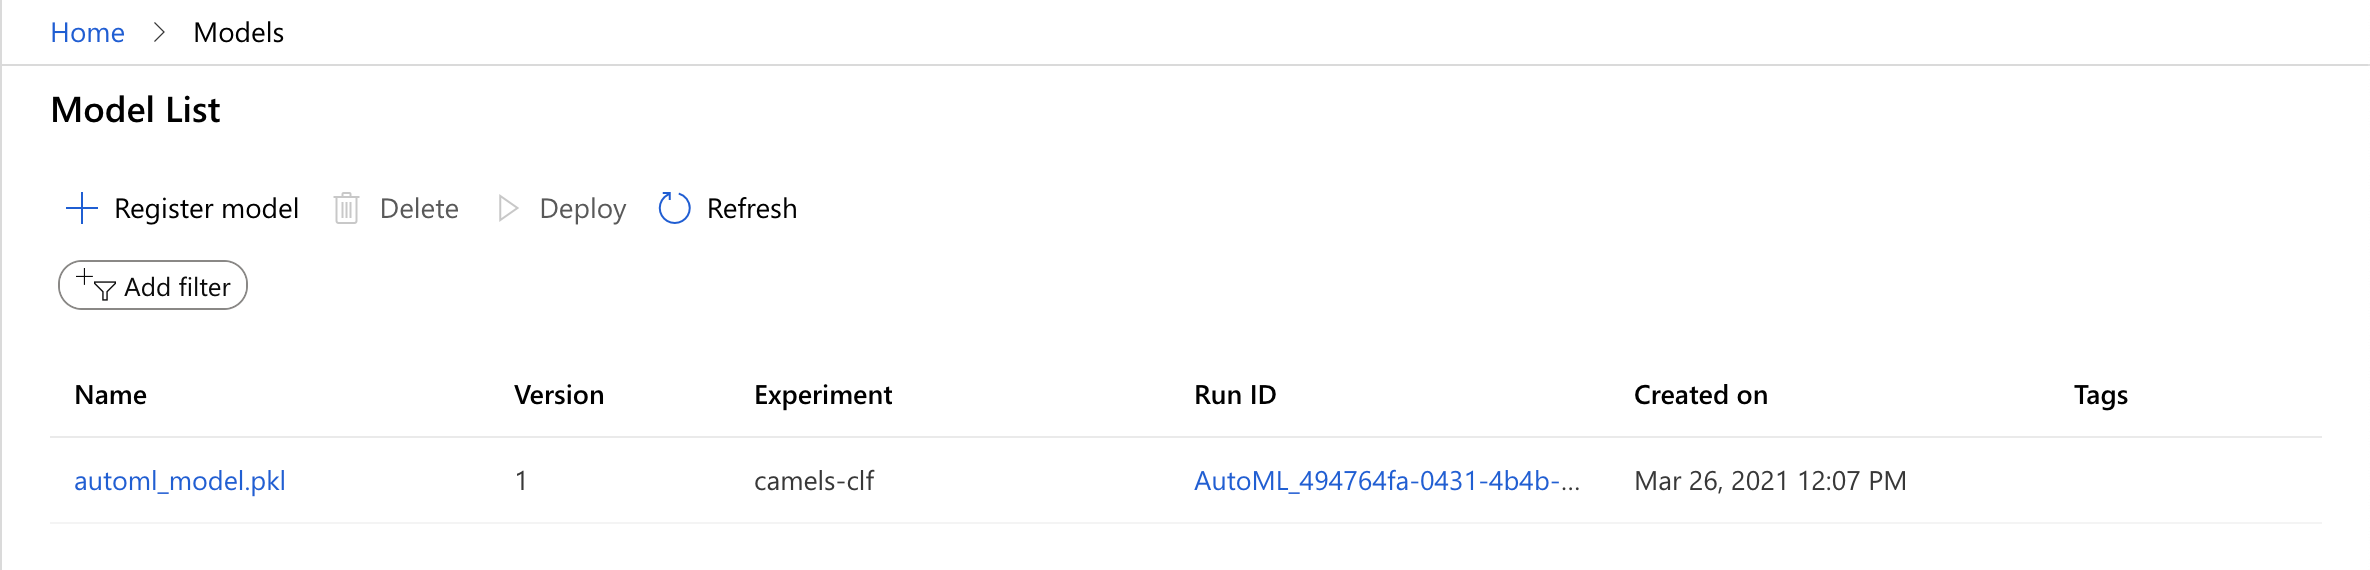 Home > Models
Model List
Register model Delete Deploy Refresh
Add filter
Name Version Experiment Run ID Created on Tags
automl_model.pkl 1 camels-clf AutoML_494764fa-0431-4b4b-... Mar 26, 2021 12:07 PM